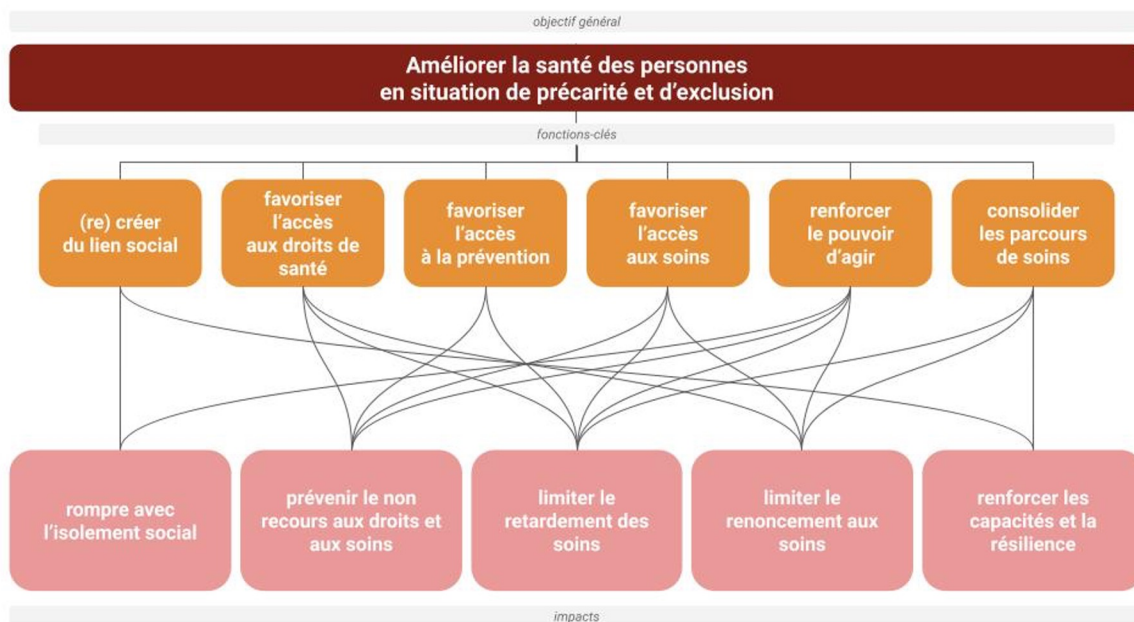 objectif général
Améliorer la santé des personnes
en situation de précarité et d'exclusion
fonctions-clés
(re) créer
du lien social
favoriser
l'accès
aux droits de
santé
favoriser
l'accès
à la prévention
favoriser
l'accès
aux soins
renforcer
le pouvoir
d'agir
consolider
les parcours
de soins
rompre avec
l'isolement social
prévenir le non
recours aux droits et
aux soins
limiter le
retardement des
soins
limiter le
renoncement aux
soins
renforcer les
capacités et la
résilience
impacts